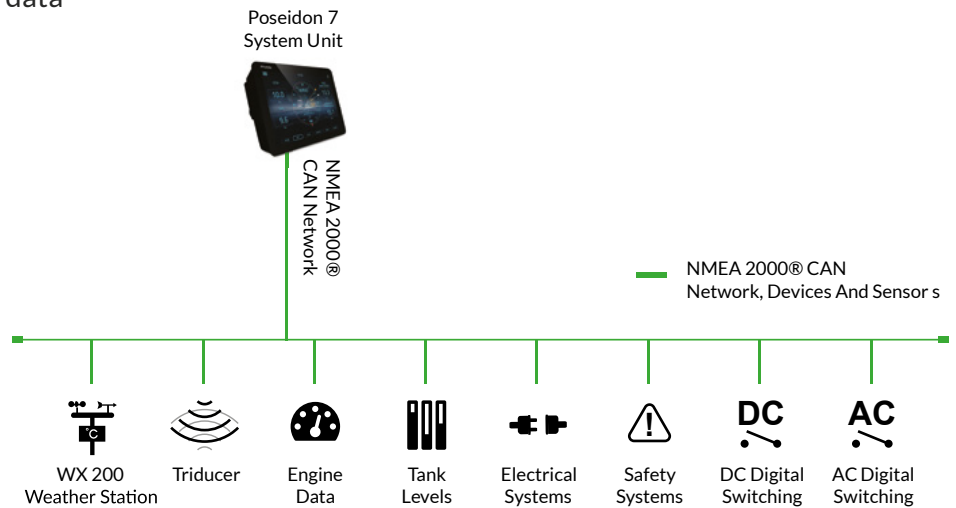 data
Poseidon 7
System Unit
NMEA 2000®
CAN Network
NMEA 2000® CAN
Network, Devices And Sensor s
°C
DC
AC
WX 200
Weather Station
Triducer
Engine
Data
Tank
Levels
Electrical
Systems
Safety
Systems
DC Digital
Switching
AC Digital
Switching